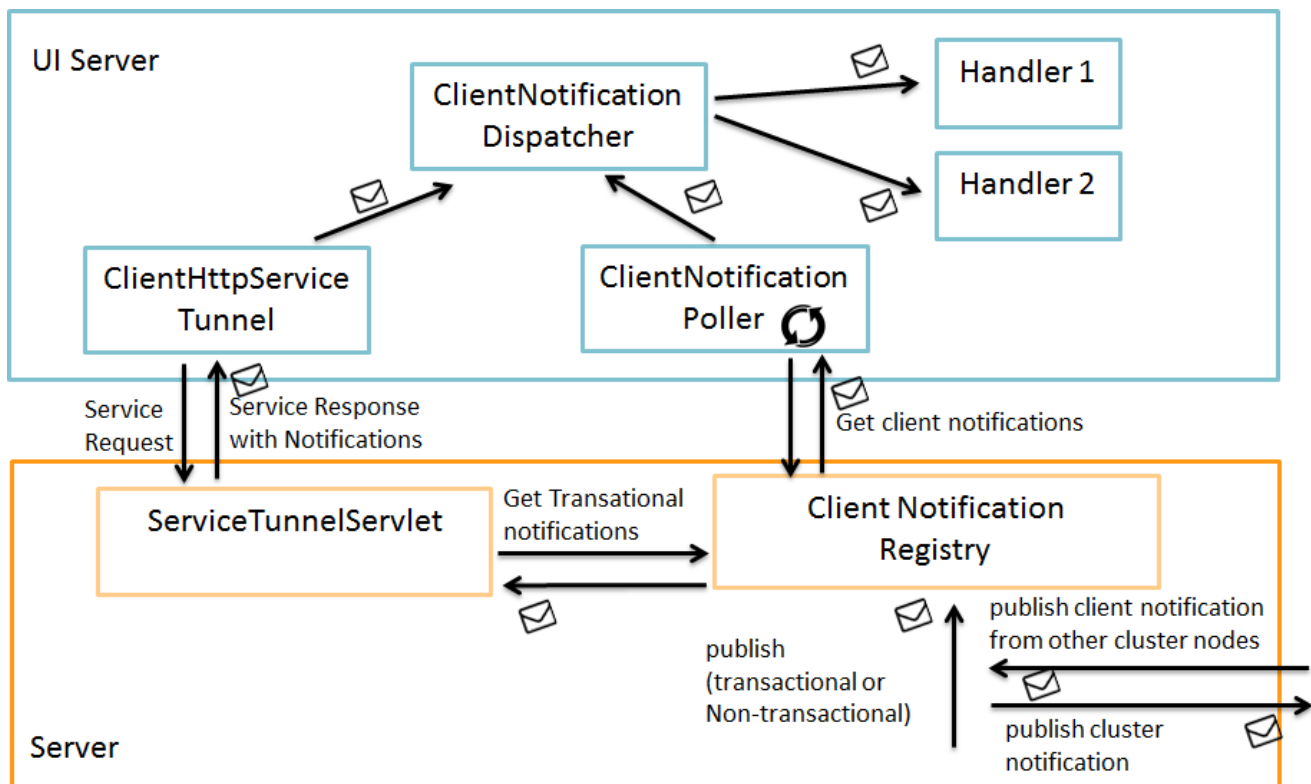 UI Server
ClientNotification
Dispatcher
Handler 1
Handler 2
ClientHttpService
Tunnel
ClientNotification
Poller
Service
Request
Service Response
with Notifications
Get client notifications
ServiceTunnelServlet
Get Transational
notifications
Client Notification
Registry
publish
(transactional or
Non-transactional)
publish client notification
from other cluster nodes
publish cluster
notification
Server